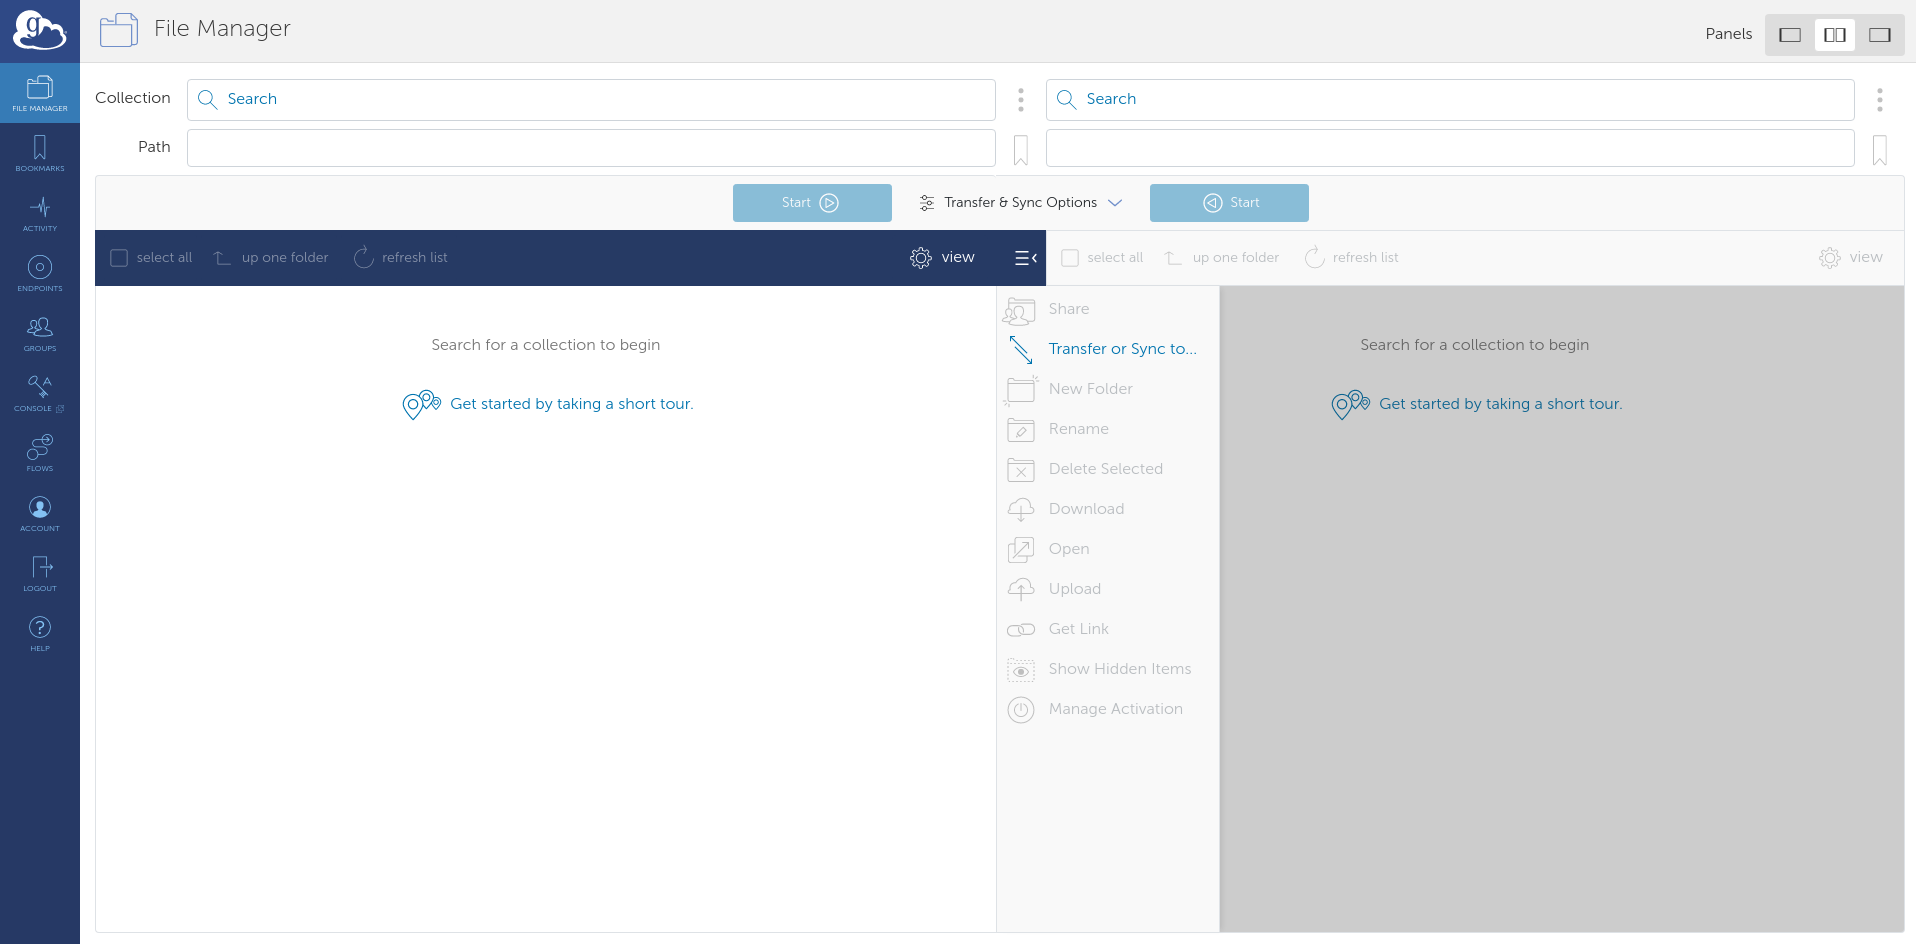 g
File Manager
Panels
FILE MANAGER
BOOKMARKS
ACTIVITY
ENDPOINTS
GROUPS
CONSOLE
FLOWS
ACCOUNT
LOGOUT
?
HELP
Collection
Search
Search
Path
Start
Transfer & Sync Options
Start
select all
up one folder
refresh list
view
select all
up one folder
refresh list
view
Search for a collection to begin
Get started by taking a short tour.
Share
Transfer or Sync to...
New Folder
Rename
Delete Selected
Download
Open
Upload
Get Link
Show Hidden Items
Manage Activation
Search for a collection to begin
Get started by taking a short tour.